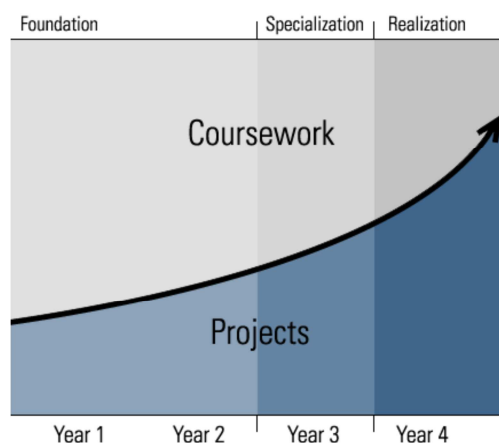 Foundation Specialization Realization
Coursework
Projects
Year 1 Year 2 Year 3 Year 4